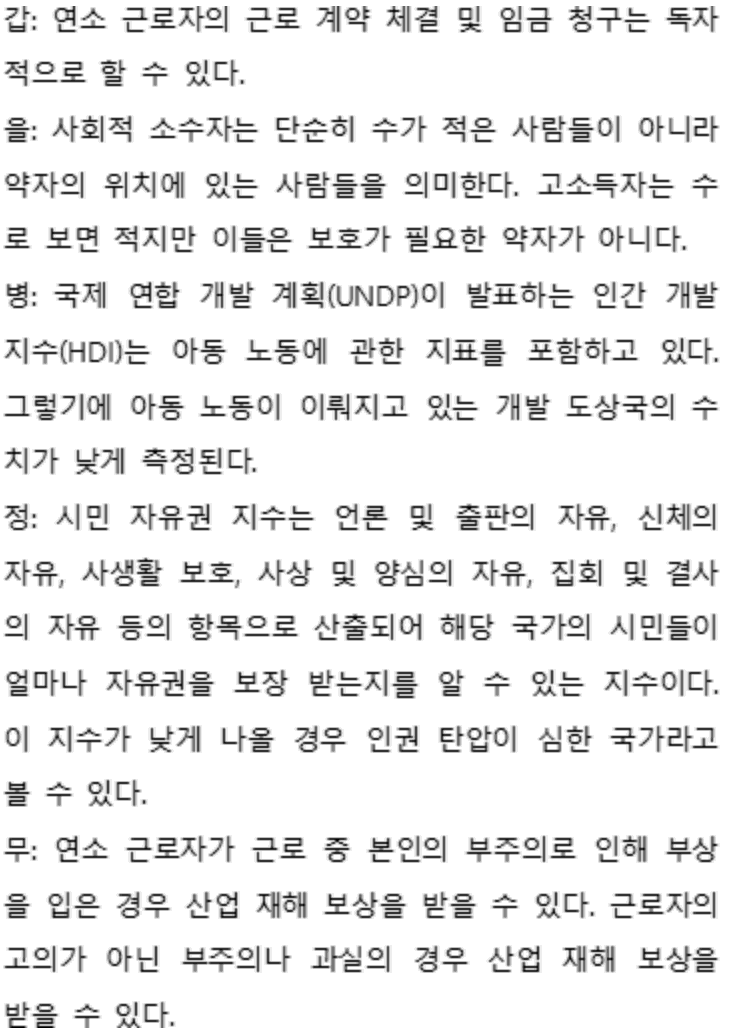 갑: 연소 근로자의 근로 계약 체결 및 임금 청구는 독자
적으로 할 수 있다.
을: 사회적 소수자는 단순히 수가 적은 사람들이 아니라
약자의 위치에 있는 사람들을 의미한다. 고소득자는 수
로 보면 적지만 이들은 보호가 필요한 약자가 아니다.
병: 국제 연합 개발 계획(UNDP)이 발표하는 인간 개발
지수(HDI)는 아동 노동에 관한 지표를 포함하고 있다.
그렇기에 아동 노동이 이뤄지고 있는 개발 도상국의 수
치가 낮게 측정된다.
정: 시민 자유권 지수는 언론 및 출판의 자유, 신체의
자유, 사생활 보호, 사상 및 양심의 자유, 집회 및 결사
의 자유 등의 항목으로 산출되어 해당 국가의 시민들이
얼마나 자유권을 보장 받는지를 알 수 있는 지수이다.
이 지수가 낮게 나올 경우 인권 탄압이 심한 국가라고
볼 수 있다.
무: 연소 근로자가 근로 중 본인의 부주의로 인해 부상
을 입은 경우 산업 재해 보상을 받을 수 있다. 근로자의
고의가 아닌 부주의나 과실의 경우 산업 재해 보상을
받을 수 있다.